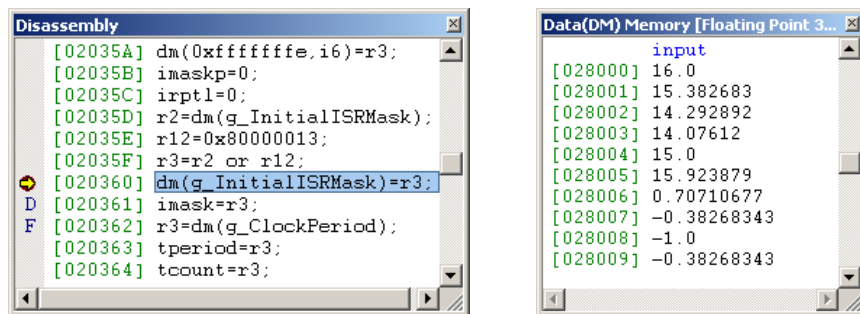 Disassembly
[02035A] dm(0xfffffffe,i6)=r3;
[02035B] imaskp=0;
[02035C] irptl=0;
[02035D] r2=dm(g_InitialISRMask);
[02035E] r12=0x80000013;
[02035F] r3=r2 or r12;
[020360] dm(g_InitialISRMask)=r3;
D [020361] imask=r3;
F [020362] r3=dm(g_ClockPeriod);
[020363] tperiod=r3;
[020364] tcount=r3;
Data(DM) Memory [Floating Point 3...
input
[028000] 16.0
[028001] 15.382683
[028002] 14.292892
[028003] 14.07612
[028004] 15.0
[028005] 15.923879
[028006] 0.70710677
[028007] -0.38268343
[028008] -1.0
[028009] -0.38268343